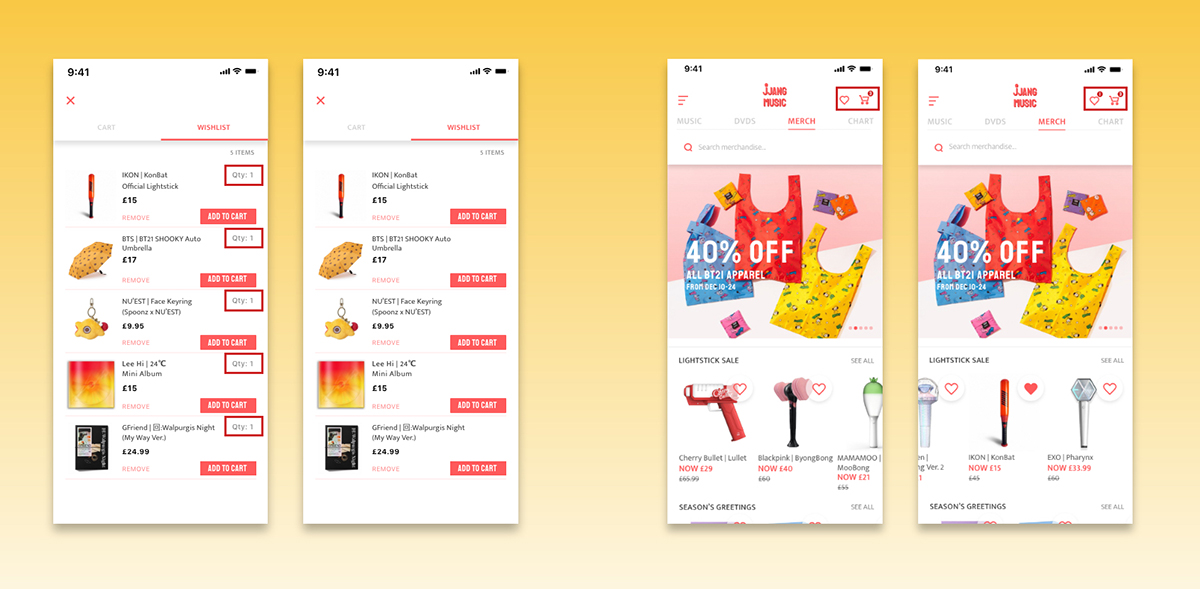 9:41
CART WISHLIST
5 ITEMS
IKON | KonBat Qty: 1
Official Lightstick
£15
REMOVE ADD TO CART
BTS | BT21 SHOOKY Auto Qty: 1
Umbrella
£17
REMOVE ADD TO CART
NU'EST | Face Keyring Qty: 1
(Spoonz x NU'EST)
£9.95
REMOVE ADD TO CART
Lee Hi | 24℃ Qty: 1
Mini Album
£15
REMOVE ADD TO CART
GFriend | 回:Walpurgis Night Qty: 1
(My Way Ver.)
£24.99
REMOVE ADD TO CART
9:41
CART WISHLIST
5 ITEMS
IKON | KonBat
Official Lightstick
£15
REMOVE ADD TO CART
BTS | BT21 SHOOKY Auto
Umbrella
£17
REMOVE ADD TO CART
NU'EST | Face Keyring
(Spoonz x NU'EST)
£9.95
REMOVE ADD TO CART
Lee Hi | 24℃
Mini Album
£15
REMOVE ADD TO CART
GFriend | 回:Walpurgis Night
(My Way Ver.)
£24.99
REMOVE ADD TO CART
9:41
JJANG
MUSIC
MUSIC DVDS MERCH CHART
Search merchandise...
40% OFF
ALL BT21 APPAREL
FROM DEC 10-24
LIGHTSTICK SALE SEE ALL
Cherry Bullet | Lullet Blackpink | ByongBong MAMAMOO |
NOW £29 NOW £40 MooBong
£65.99 £60 NOW £21
£55
SEASON'S GREETINGS SEE ALL
9:41
JJANG
MUSIC
MUSIC DVDS MERCH CHART
Search merchandise...
40% OFF
ALL BT21 APPAREL
FROM DEC 10-24
LIGHTSTICK SALE SEE ALL
en | IKON | KonBat EXO | Pharynx
ng Ver. 2 NOW £15 NOW £33.99
1 £45 £60
SEASON'S GREETINGS SEE ALL